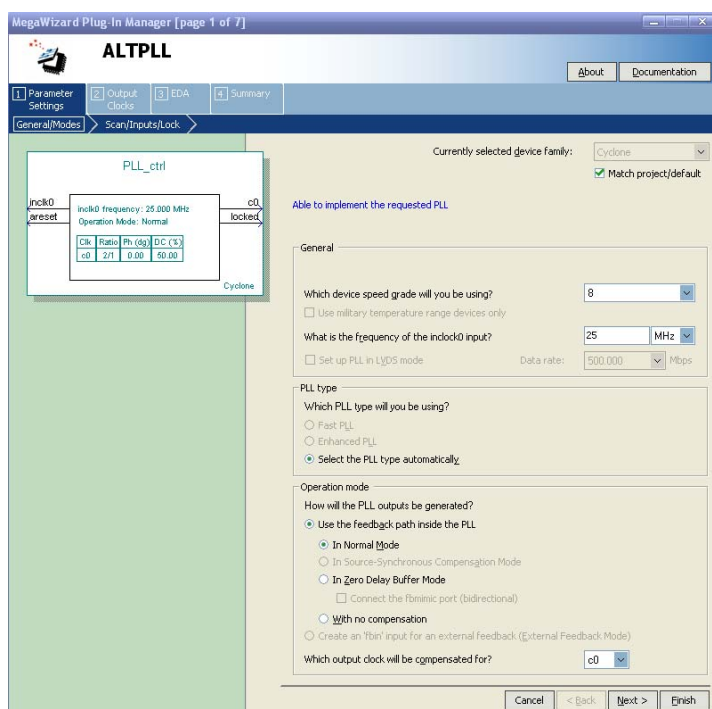 MegaWizard Plug-In Manager [page 1 of 7]
ALTPLL
About
Documentation
1 Parameter Settings
2 Output Clocks
3 EDA
4 Summary
General/Modes
Scan/Inputs/Lock
Currently selected device family:
Cyclone
Match project/default
PLL_ctrl
inclk0
areset
c0
locked
inclk0 frequency: 25.000 MHz
Operation Mode: Normal
Clk Ratio Ph (dg) DC (%)
c0 2/1 0.00 50.00
Cyclone
Able to implement the requested PLL
General
Which device speed grade will you be using?
8
Use military temperature range devices only
What is the frequency of the inclock0 input?
25
MHz
Set up PLL in LVDS mode
Data rate:
500.000
Mbps
PLL type
Which PLL type will you be using?
Fast PLL
Enhanced PLL
Select the PLL type automatically
Operation mode
How will the PLL outputs be generated?
Use the feedback path inside the PLL
In Normal Mode
In Source-Synchronous Compensation Mode
In Zero Delay Buffer Mode
Connect the fbmimic port (bidirectional)
With no compensation
Create an 'fbin' input for an external feedback (External Feedback Mode)
Which output clock will be compensated for?
c0
Cancel
< Back
Next >
Finish